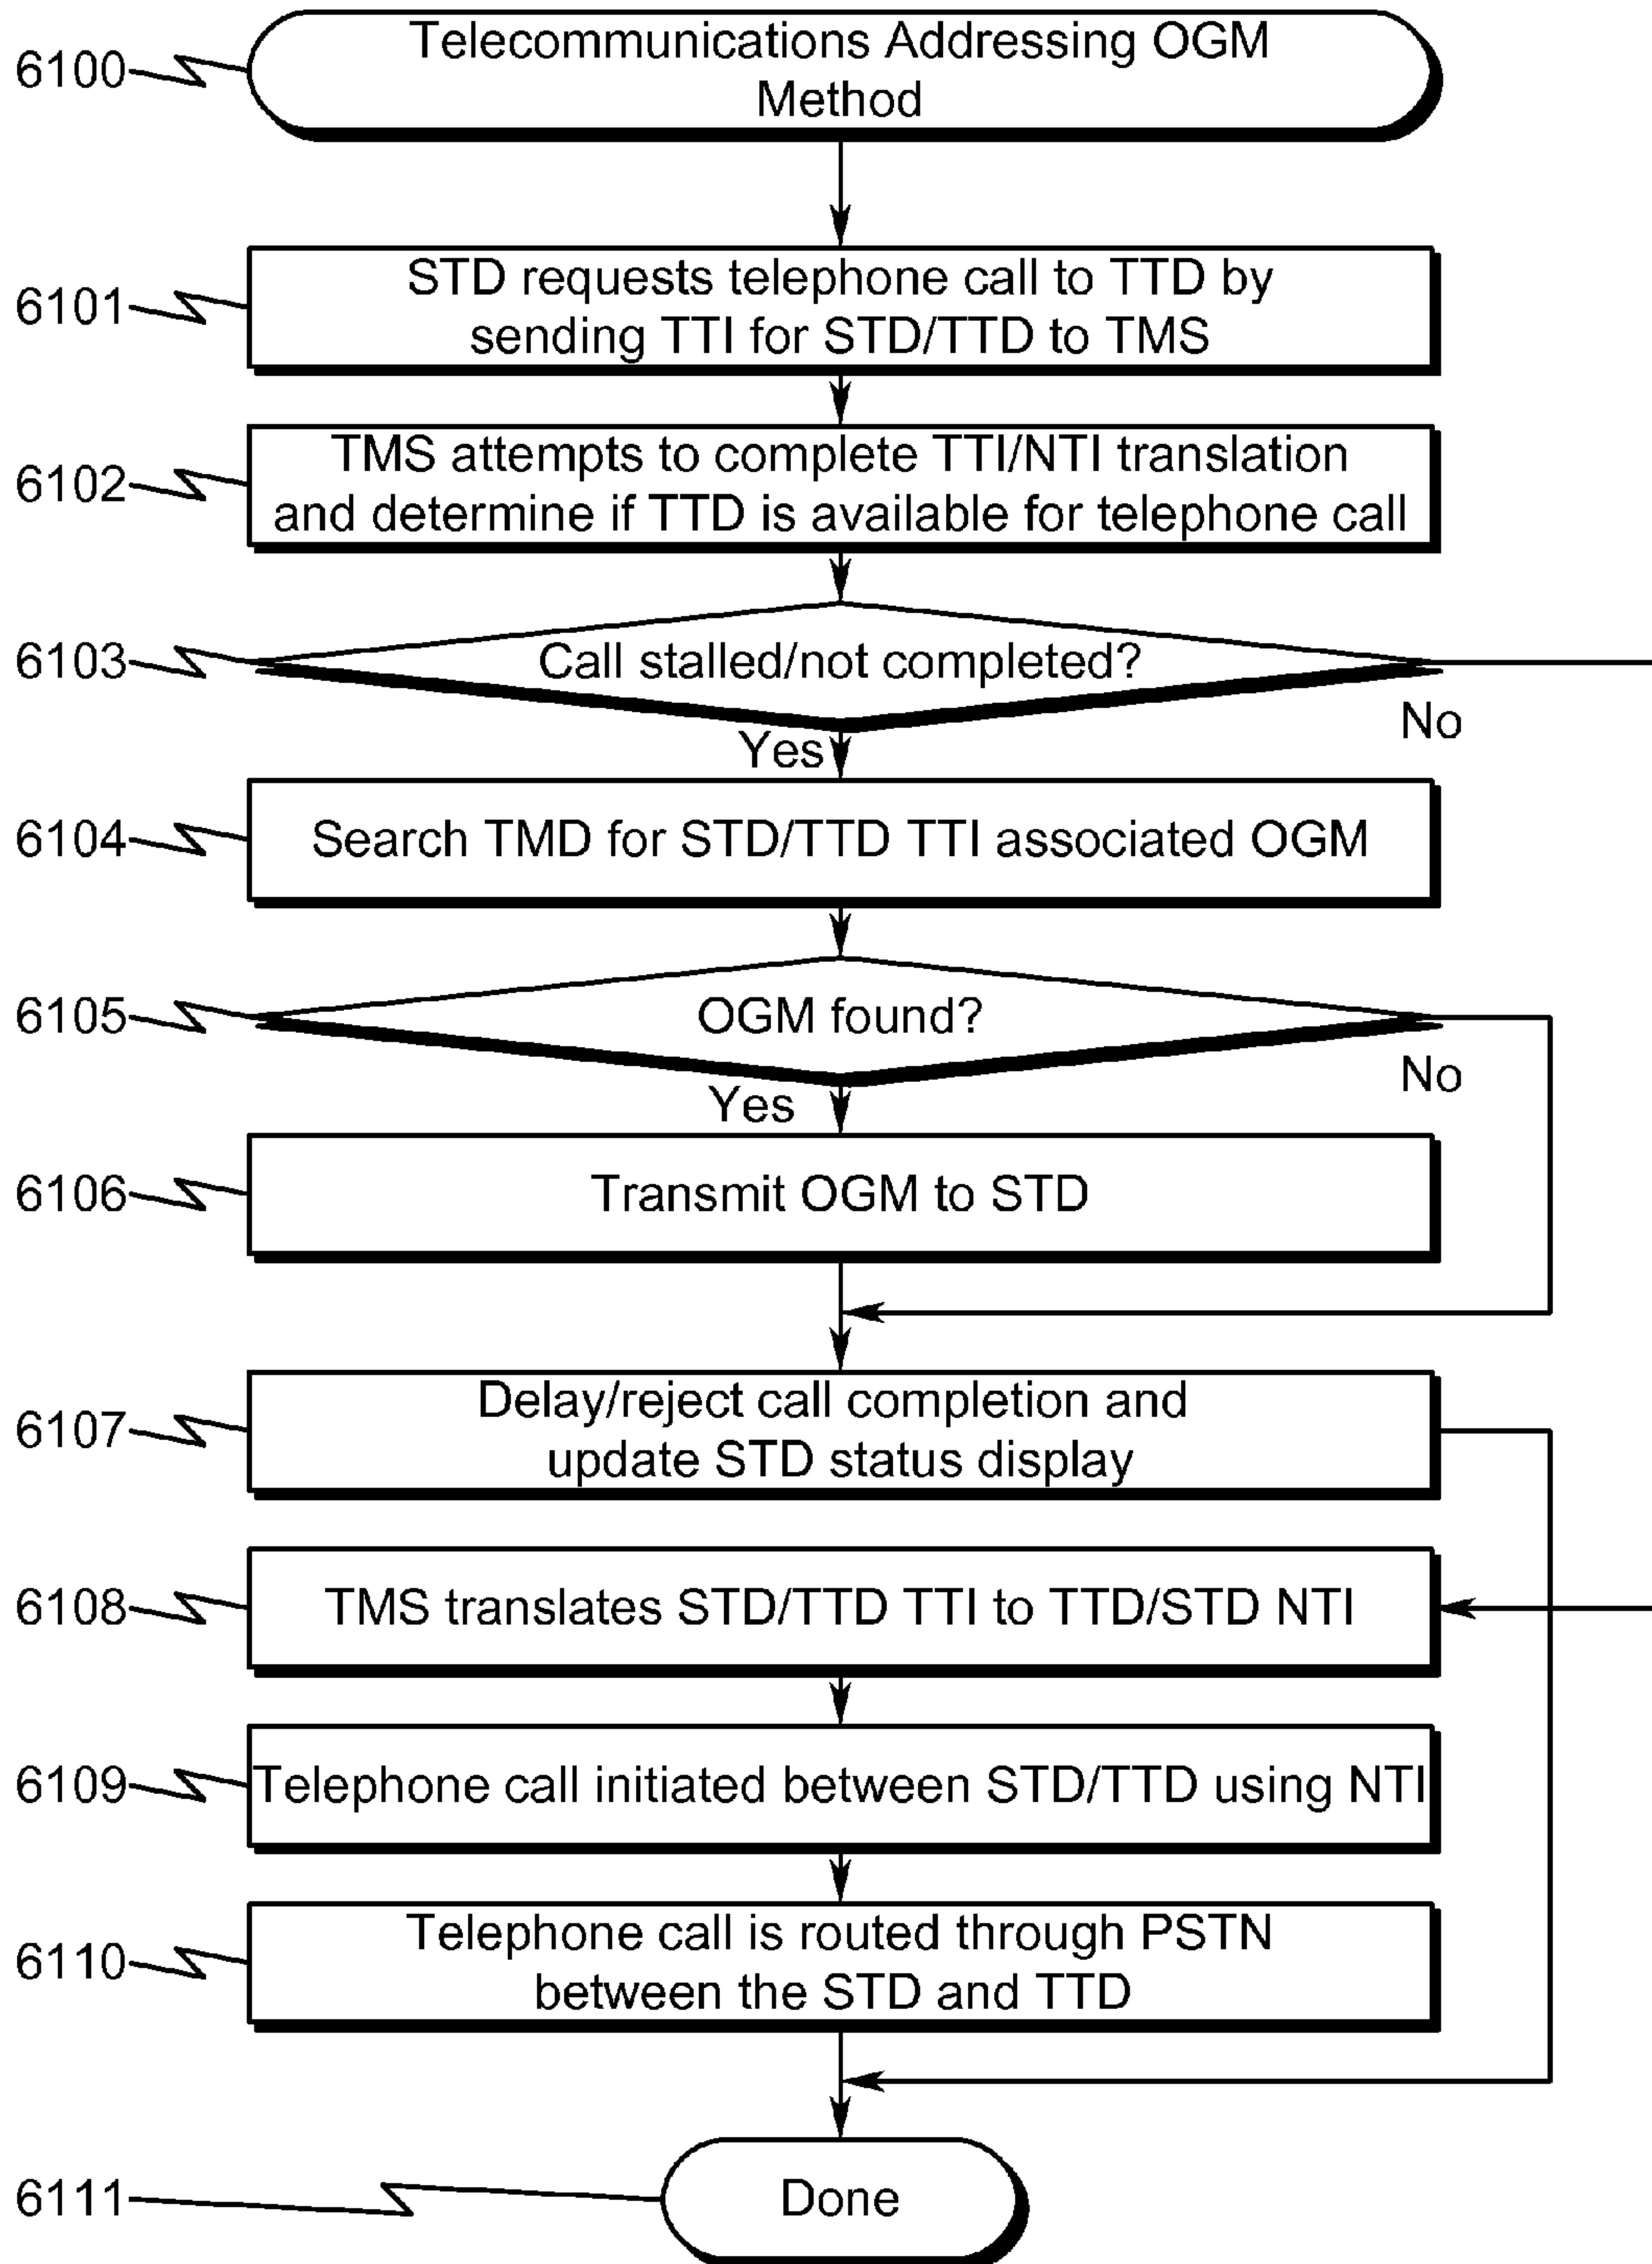 Telecommunications Addressing OGM
Method
6100
STD requests telephone call to TTD by
sending TTI for STD/TTD to TMS
6101
TMS attempts to complete TTI/NTI translation
and determine if TTD is available for telephone call
6102
Call stalled/not completed?
6103
No
Yes
Search TMD for STD/TTD TTI associated OGM
6104
OGM found?
6105
No
Yes
Transmit OGM to STD
6106
Delay/reject call completion and
update STD status display
6107
TMS translates STD/TTD TTI to TTD/STD NTI
6108
Telephone call initiated between STD/TTD using NTI
6109
Telephone call is routed through PSTN
between the STD and TTD
6110
Done
6111